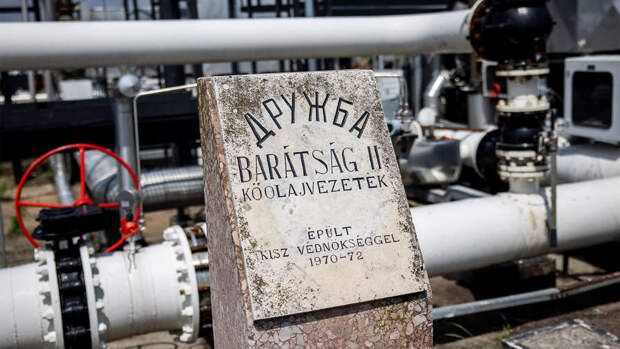 ДРУЖБА
BARÁTSÁG II
KŐOLAJVEZETÉK
ÉPÜLT
KISZ VÉDNÖKSÉGGEL
1970-72